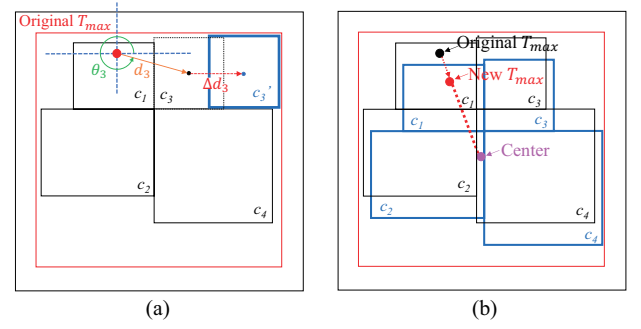 Original T_max
θ_3
d_3
Δd_3
c_1
c_3
c_3'
c_2
c_4
(a)
Original T_max
New T_max
c_1
c_3
c_1
c_3
Center
c_2
c_2
c_4
c_4
(b)